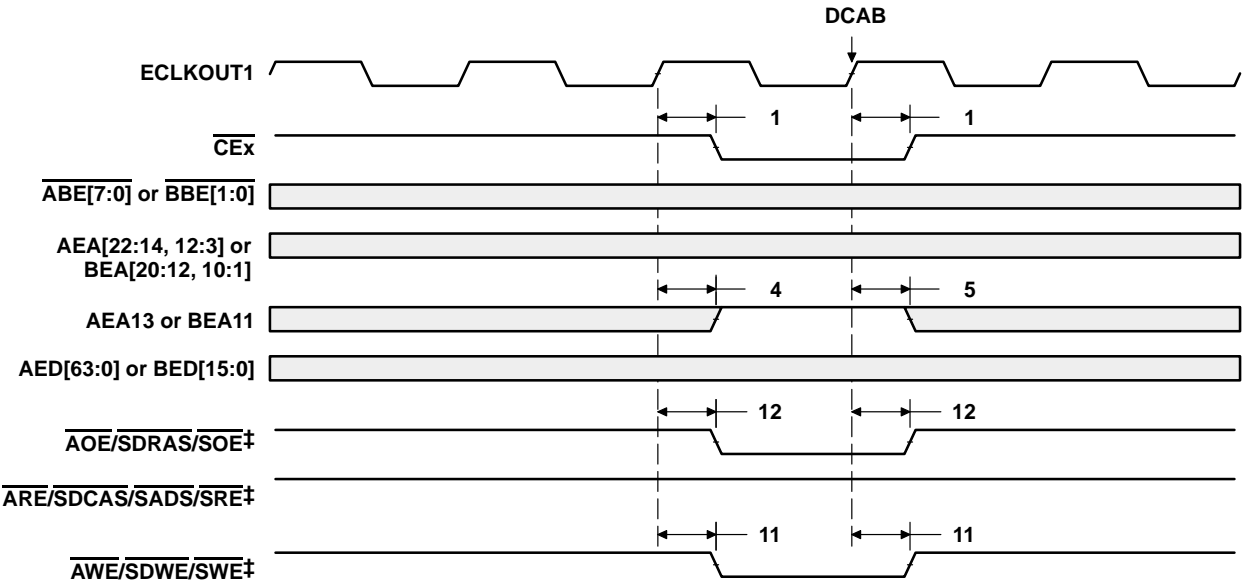 DCAB
ECLKOUT1
1 1
CEx
ABE[7:0] or BBE[1:0]
AEA[22:14, 12:3] or
BEA[20:12, 10:1]
4 5
AEA13 or BEA11
AED[63:0] or BED[15:0]
12 12
AOE/SDRAS/SOE‡
ARE/SDCAS/SADS/SRE‡
11 11
AWE/SDWE/SWE‡